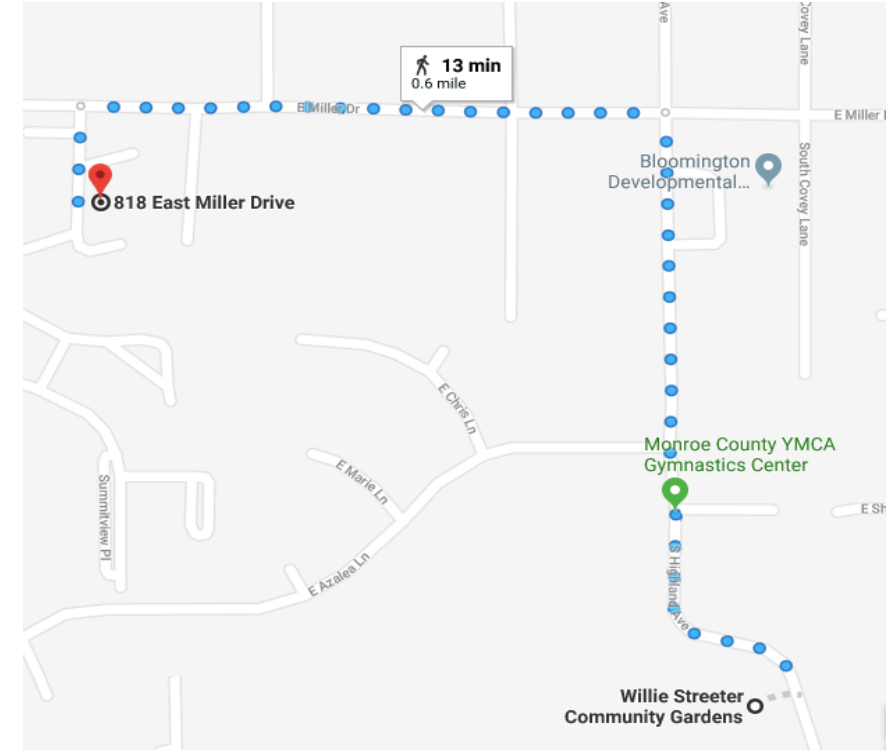 Ave
Covey Lane
13 min
0.6 mile
E Miller Dr
E Miller
Bloomington
Developmental...
South Covey Lane
818 East Miller Drive
E Chris Ln
Monroe County YMCA
Gymnastics Center
E Marie Ln
Summitview Pl
E Sh
E Azalea Ln
S Highland Ave
Willie Streeter
Community Gardens